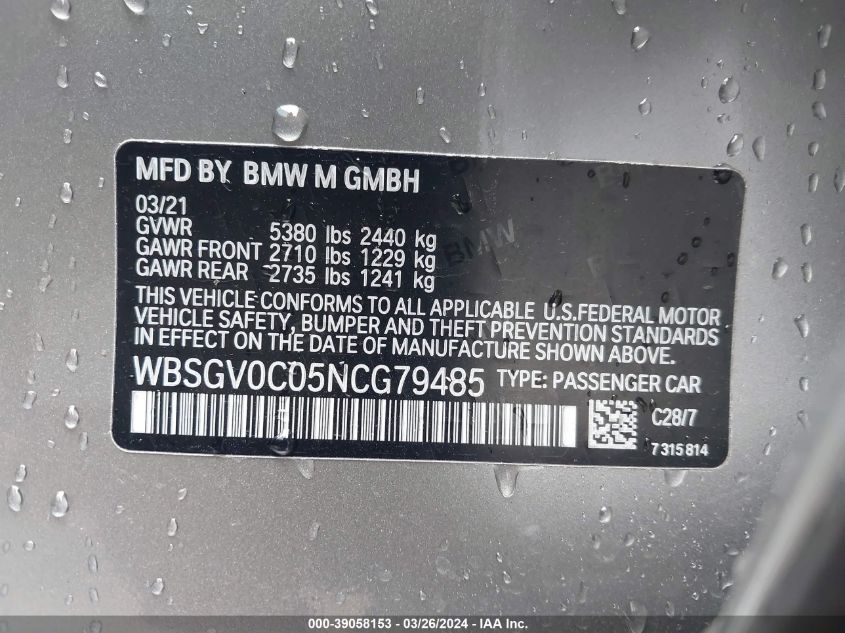 MFD BY BMW M GMBH
03/21
GVWR 5380 lbs 2440 kg
GAWR FRONT 2710 lbs 1229 kg
GAWR REAR 2735 lbs 1241 kg
BMW
THIS VEHICLE CONFORMS TO ALL APPLICABLE U.S.FEDERAL MOTOR
VEHICLE SAFETY, BUMPER AND THEFT PREVENTION STANDARDS
IN EFFECT ON THE DATE OF MANUFACTURE SHOWN ABOVE.
WBSGV0C05NCG79485 TYPE: PASSENGER CAR
C28/7
7315814
000-39058153 - 03/26/2024 - IAA Inc.